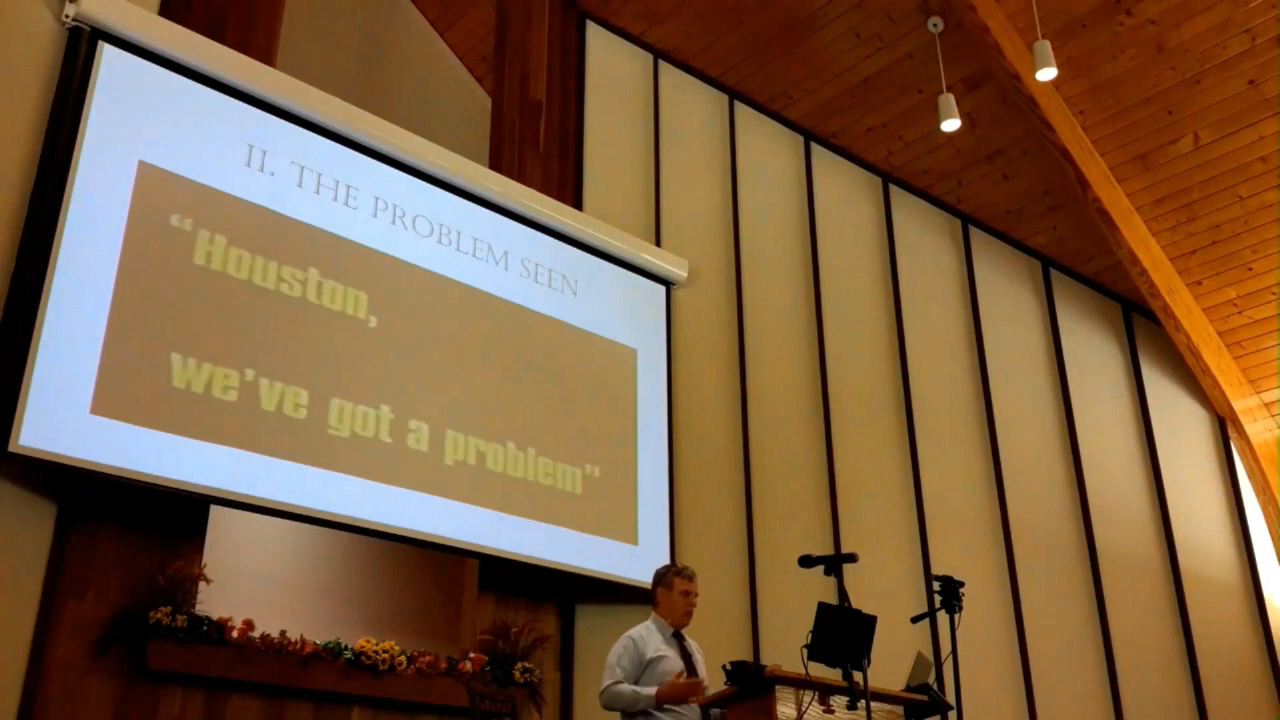 II. THE PROBLEM SEEN
“Houston,
we’ve got a problem”